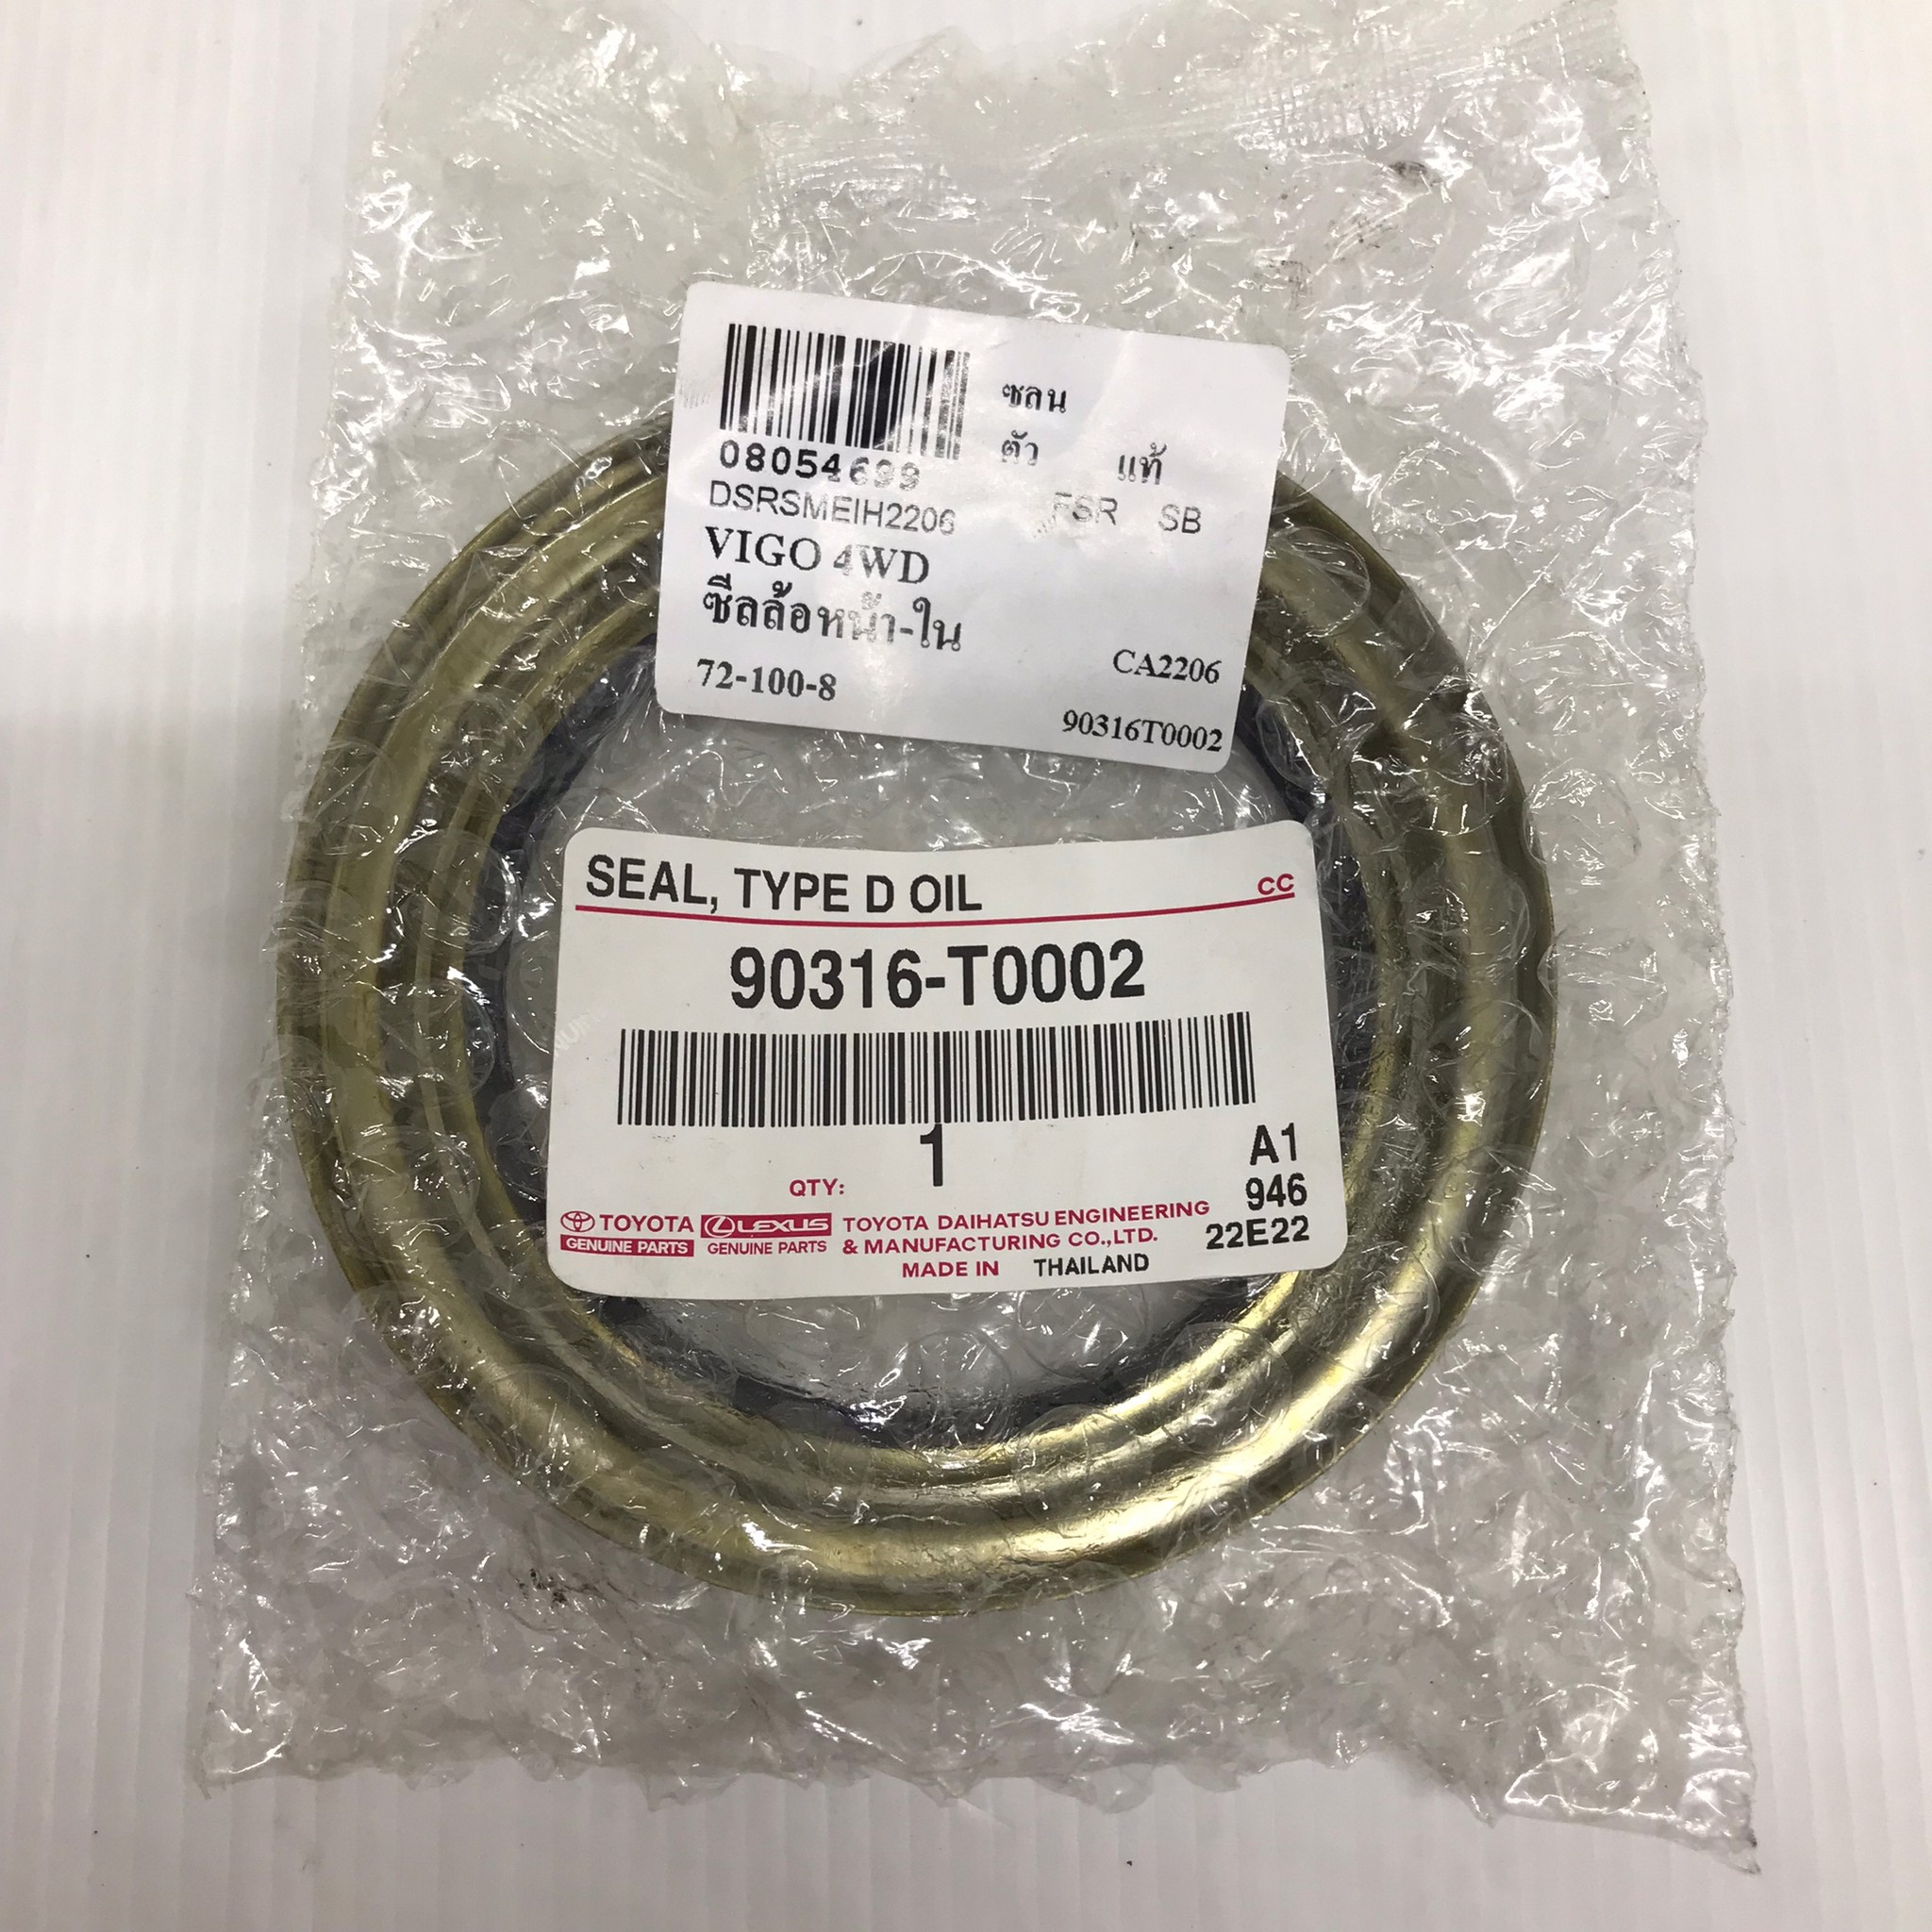 ซลน
ตัว แท้
08054699
DSRSMEIH2206 FSR SB
VIGO 4WD
ซีลล้อหน้า-ใน
CA2206
72-100-8
90316T0002
SEAL, TYPE D OIL CC
90316-T0002
1
QTY:
A1
946
22E22
TOYOTA
GENUINE PARTS
LEXUS
GENUINE PARTS
TOYOTA DAIHATSU ENGINEERING
& MANUFACTURING CO.,LTD.
MADE IN THAILAND